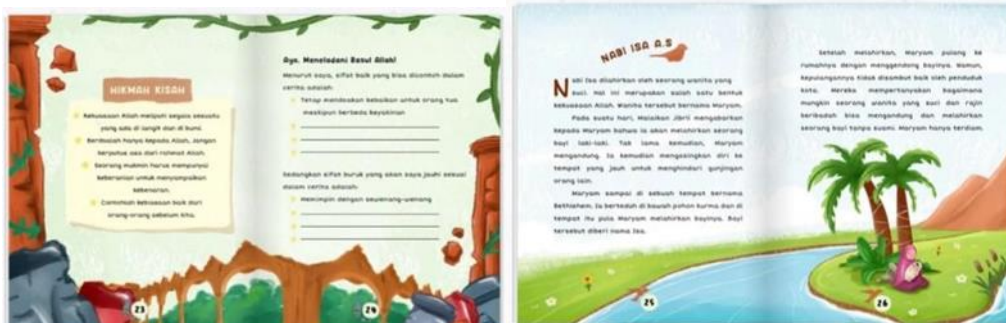 HIKMAH KISAH
Kekuasaan Allah meliputi segala sesuatu
yang ada di langit dan di bumi.
Beribadah hanya kepada Allah, jangan
berputus asa dari rahmat Allah.
Seorang mukmin harus mempunyai
keberanian untuk menyampaikan
kebenaran.
Contohlah kebiasaan baik dari
orang-orang sebelum kita.
23
Ayo, Meneladani Rasul Allah!
Menurut saya, sifat baik yang bisa dicontoh dalam
cerita adalah:
Tetap mendoakan kebaikan untuk orang tua
meskipun berbeda keyakinan
Sedangkan sifat buruk yang akan saya jauhi sesuai
dalam cerita adalah:
Memimpin dengan sewenang-wenang
24
NABI ISA A.S
Nabi Isa dilahirkan oleh seorang wanita yang
suci. Hal ini merupakan salah satu bentuk
kekuasaan Allah. Wanita tersebut bernama Maryam.
Pada suatu hari, Malaikat Jibril mengabarkan
kepada Maryam bahwa ia akan melahirkan seorang
bayi laki-laki. Tak lama kemudian, Maryam
mengandung. Ia kemudian mengasingkan diri ke
tempat yang jauh untuk menghindari gunjingan
orang lain.
Maryam sampai di sebuah tempat bernama
Bethlehem. Ia berteduh di bawah pohon kurma dan di
tempat itu pula Maryam melahirkan bayinya. Bayi
tersebut diberi nama Isa.
25
Setelah melahirkan, Maryam pulang ke
rumahnya dengan menggendong bayinya. Namun,
kepulangannya tidak disambut baik oleh penduduk
kota. Mereka mempertanyakan bagaimana
mungkin seorang wanita yang suci dan rajin
beribadah bisa mengandung dan melahirkan
seorang bayi tanpa suami. Maryam hanya terdiam.
26